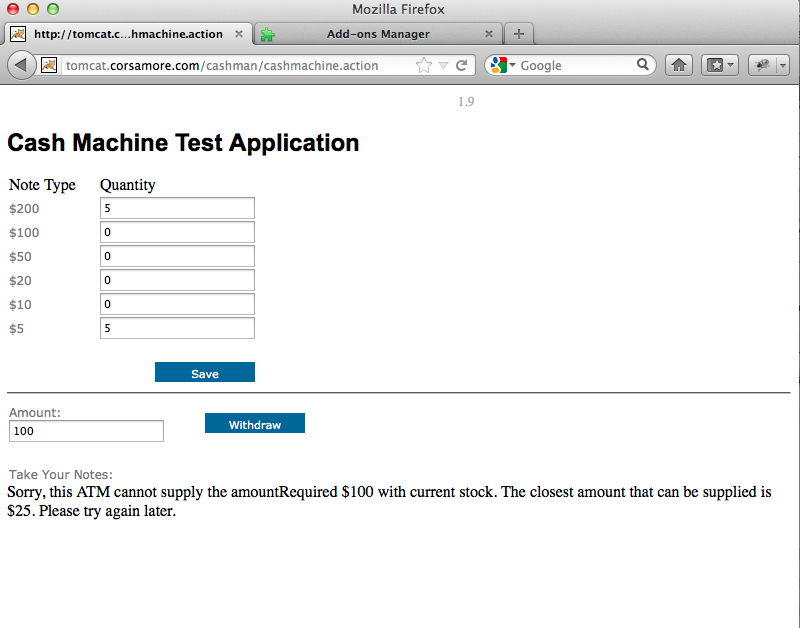 Mozilla Firefox
http://tomcat.c...hmachine.action
Add-ons Manager
tomcat.corsamore.com/cashman/cashmachine.action
Google
1.9
Cash Machine Test Application
Note Type Quantity
$200 5
$100 0
$50 0
$20 0
$10 0
$5 5
Save
Amount:
100
Withdraw
Take Your Notes:
Sorry, this ATM cannot supply the amountRequired $100 with current stock. The closest amount that can be supplied is
$25. Please try again later.